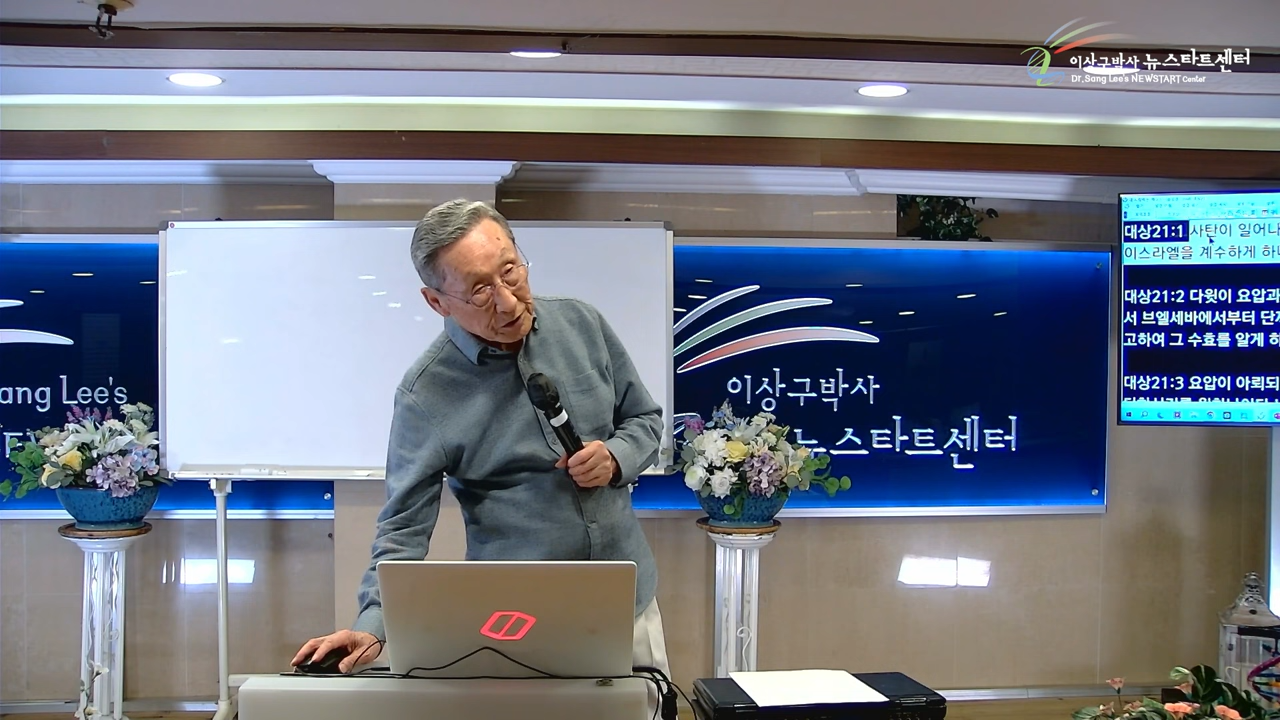 이상구박사 뉴스타트센터
Dr. Sang Lee's NEWSTART Center
대상21:1 사탄이 일어나
이스라엘을 계수하게 하
대상21:2 다윗이 요압과
서 브엘세바에서부터 단
고하여 그 수효를 알게 하
대상21:3 요압이 아뢰되
ang Lee's
이상구박사
뉴스타트센터